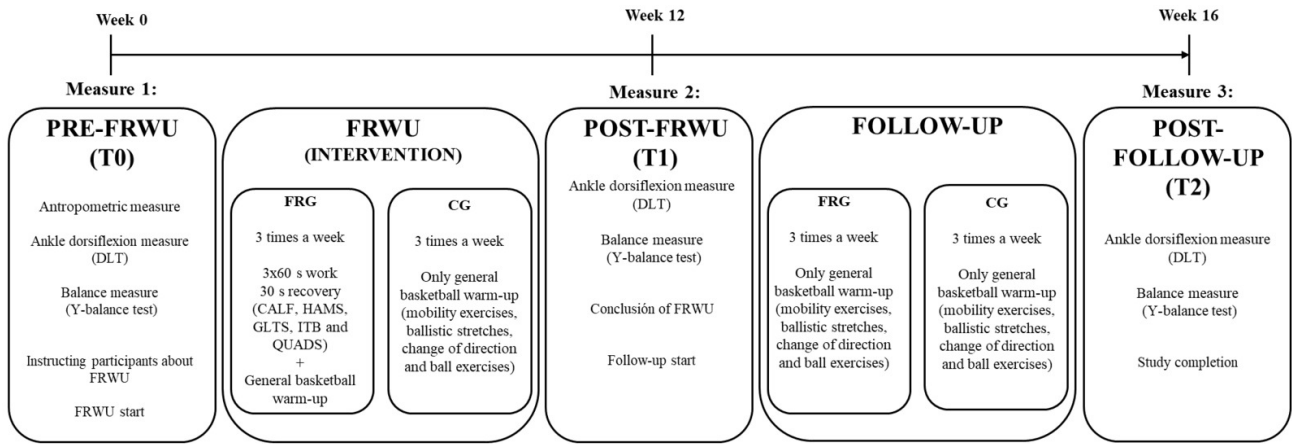 Week 0
Week 12
Week 16
Measure 1:
Measure 2:
Measure 3:
PRE-FRWU
(T0)
Antropometric measure
Ankle dorsiflexion measure
(DLT)
Balance measure
(Y-balance test)
Instructing participants about
FRWU
FRWU start
FRWU
(INTERVENTION)
FRG
3 times a week
3x60 s work
30 s recovery
(CALF, HAMS,
GLTS, ITB and
QUADS)
+
General basketball
warm-up
CG
3 times a week
Only general
basketball warm-up
(mobility exercises,
ballistic stretches,
change of direction
and ball exercises)
POST-FRWU
(T1)
Ankle dorsiflexion measure
(DLT)
Balance measure
(Y-balance test)
Conclusión of FRWU
Follow-up start
FOLLOW-UP
FRG
3 times a week
Only general
basketball warm-up
(mobility exercises,
ballistic stretches,
change of direction
and ball exercises)
CG
3 times a week
Only general
basketball warm-up
(mobility exercises,
ballistic stretches,
change of direction
and ball exercises)
POST-
FOLLOW-UP
(T2)
Ankle dorsiflexion measure
(DLT)
Balance measure
(Y-balance test)
Study completion